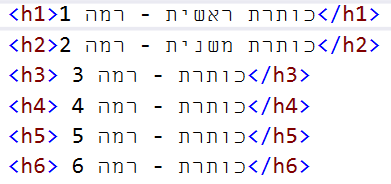 <h1>כותרת ראשית - רמה 1</h1>
<h2>כותרת משנית - רמה 2</h2>
<h3>כותרת - רמה 3 </h3>
<h4>כותרת - רמה 4 </h4>
<h5>כותרת - רמה 5 </h5>
<h6>כותרת - רמה 6 </h6>